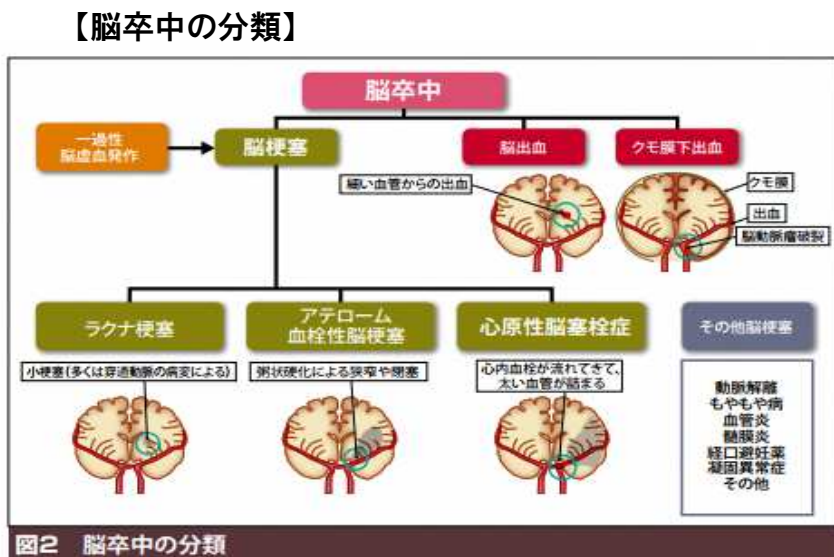 【脳卒中の分類】
脳卒中
一過性
脳虚血発作
脳梗塞
脳出血
クモ膜下出血
細い血管からの出血
クモ膜
出血
脳動脈瘤破裂
ラクナ梗塞
アテローム
血栓性脳梗塞
心原性脳塞栓症
その他脳梗塞
小梗塞(多くは穿通動脈の病変による)
粥状硬化による狭窄や閉塞
心内血栓が流れてきて、
太い血管が詰まる
動脈解離
もやもや病
血管炎
髄膜炎
経口避妊薬
凝固異常症
その他
図2 脳卒中の分類